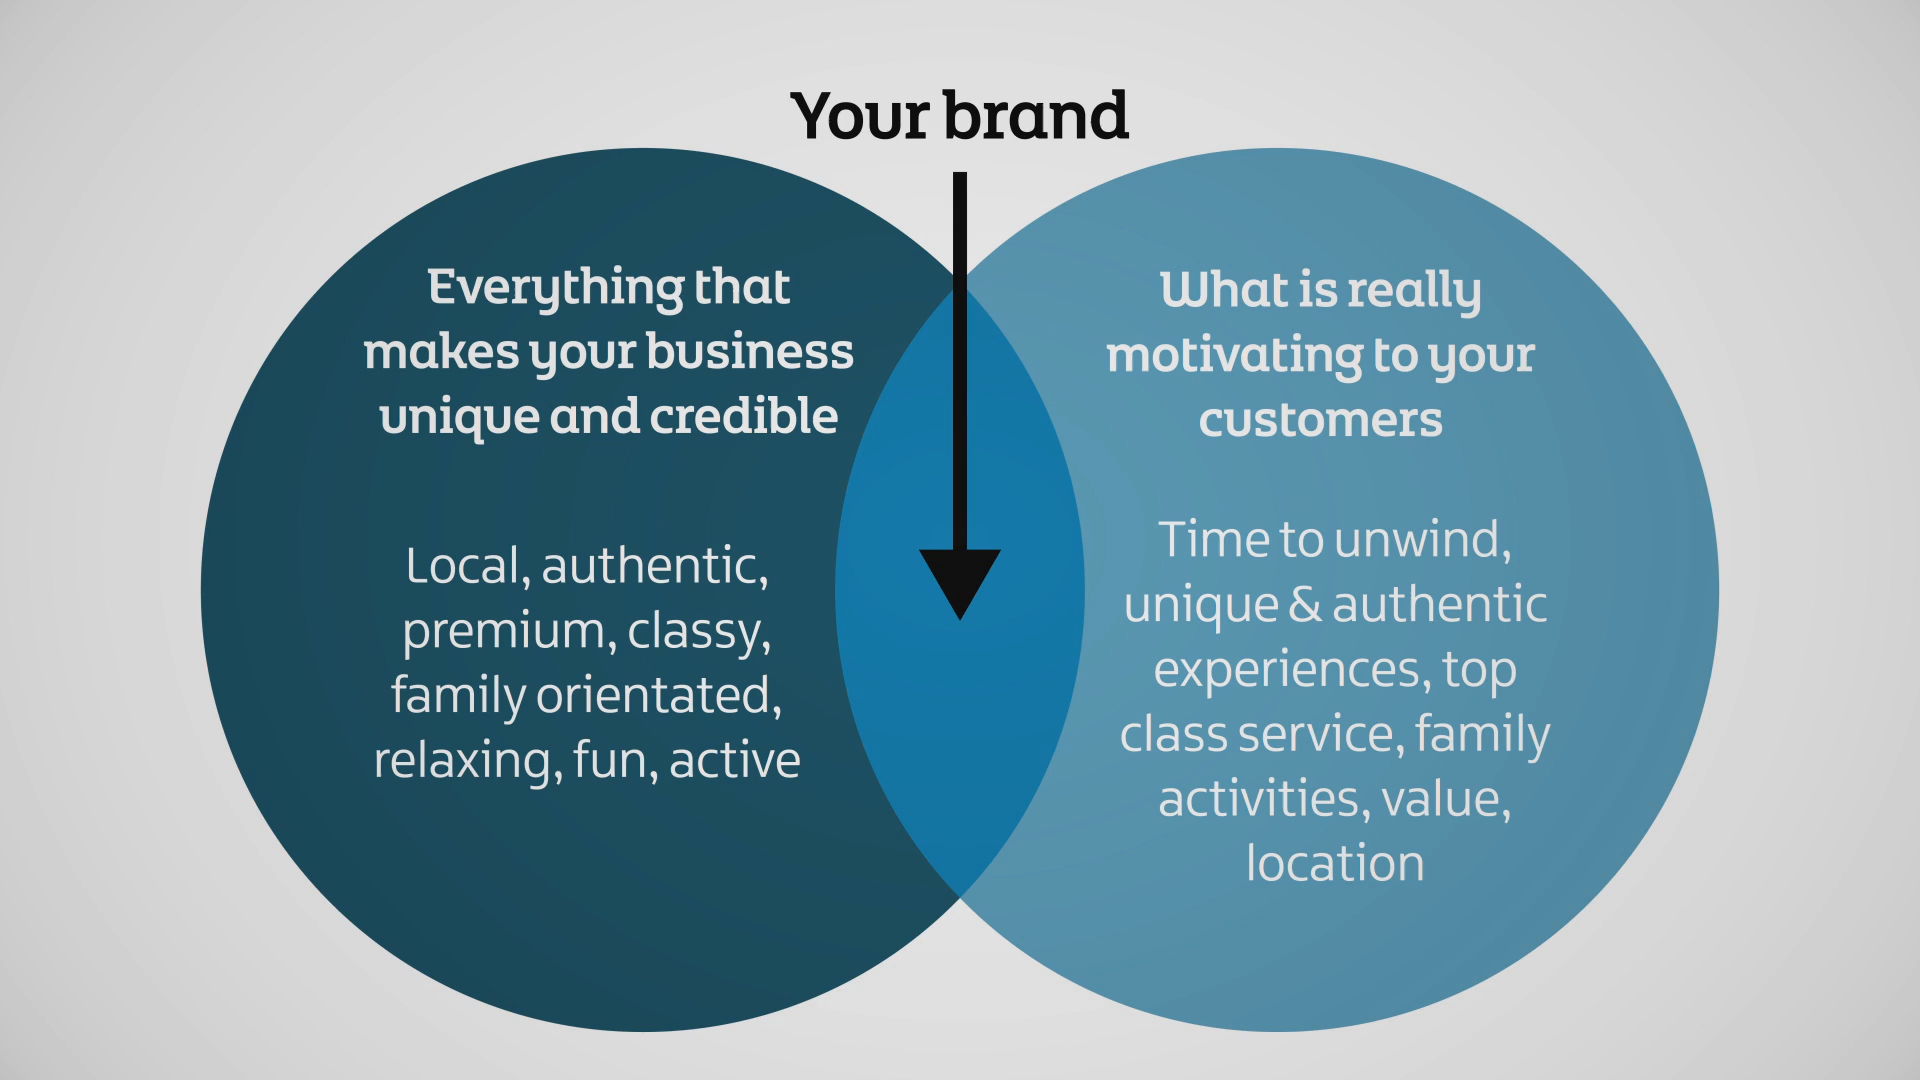 Your brand
Everything that
makes your business
unique and credible
Local, authentic,
premium, classy,
family orientated,
relaxing, fun, active
What is really
motivating to your
customers
Time to unwind,
unique & authentic
experiences, top
class service, family
activities, value,
location